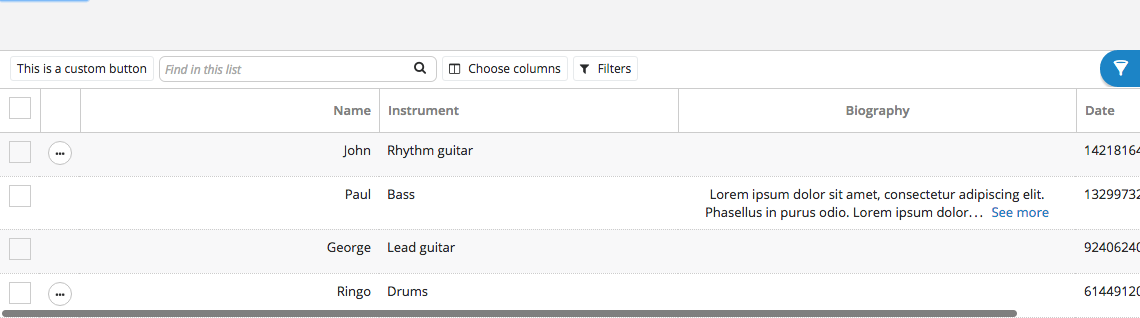 This is a custom button Find in this list Choose columns Filters
Name Instrument Biography Date
John Rhythm guitar 14218164
Paul Bass Lorem ipsum dolor sit amet, consectetur adipiscing elit. 13299732
Phasellus in purus odio. Lorem ipsum dolor... See more
George Lead guitar 92406240
Ringo Drums 61449120